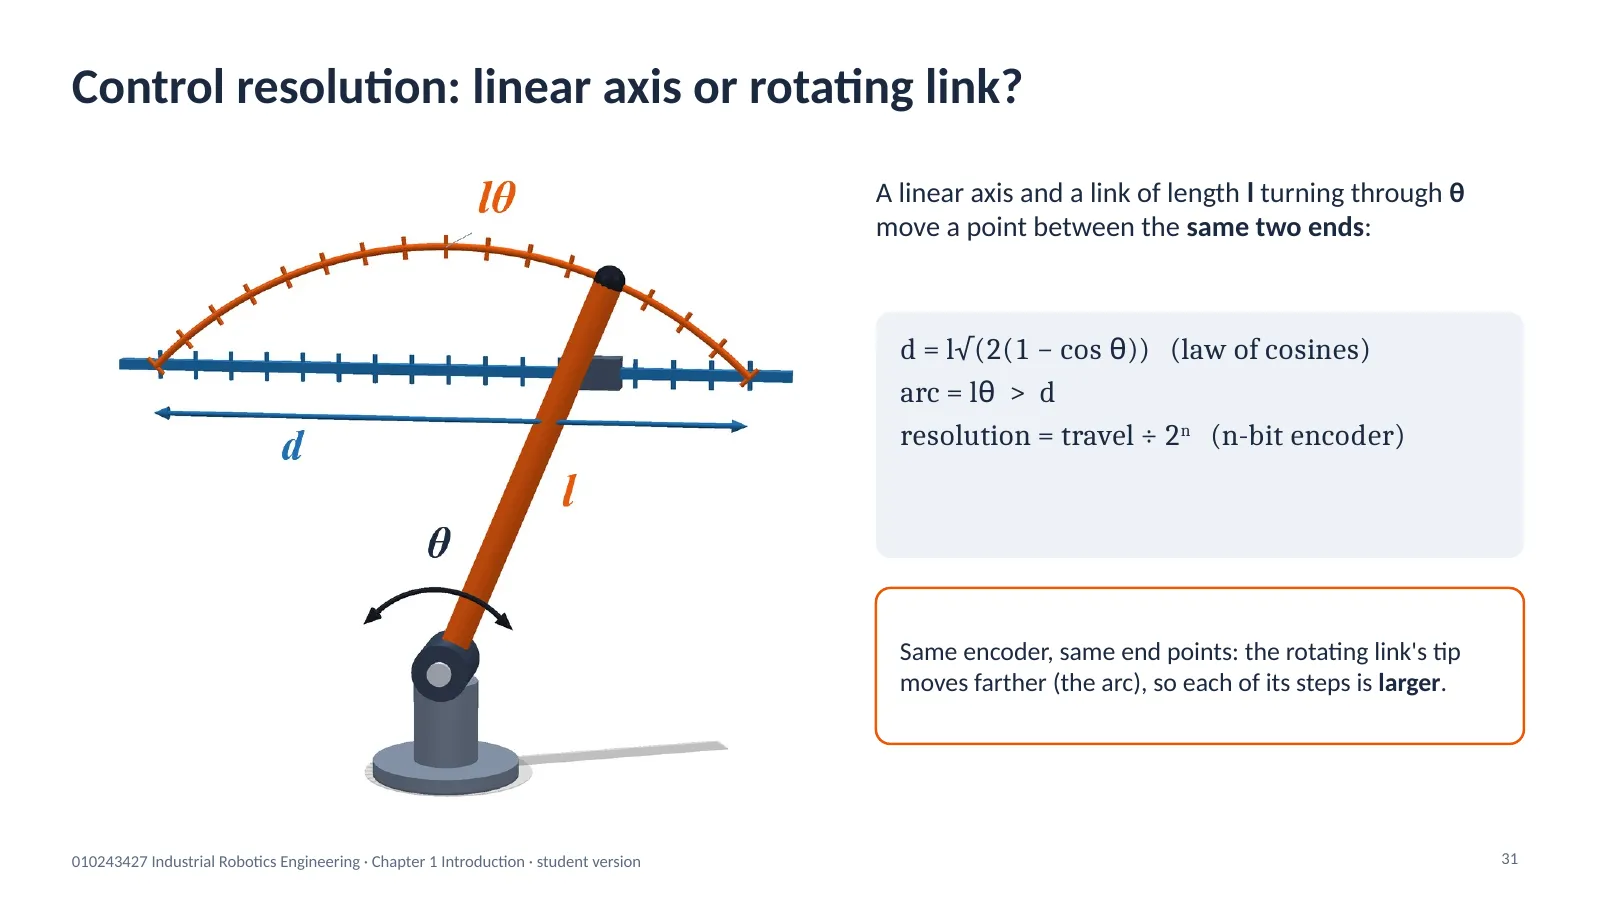 Control resolution: linear axis or rotating link?
lθ
d
l
θ
A linear axis and a link of length l turning through θ
move a point between the same two ends:
d = l√(2(1 − cos θ))   (law of cosines)
arc = lθ  >  d
resolution = travel ÷ 2ⁿ   (n-bit encoder)
Same encoder, same end points: the rotating link's tip
moves farther (the arc), so each of its steps is larger.
010243427 Industrial Robotics Engineering · Chapter 1 Introduction · student version
31